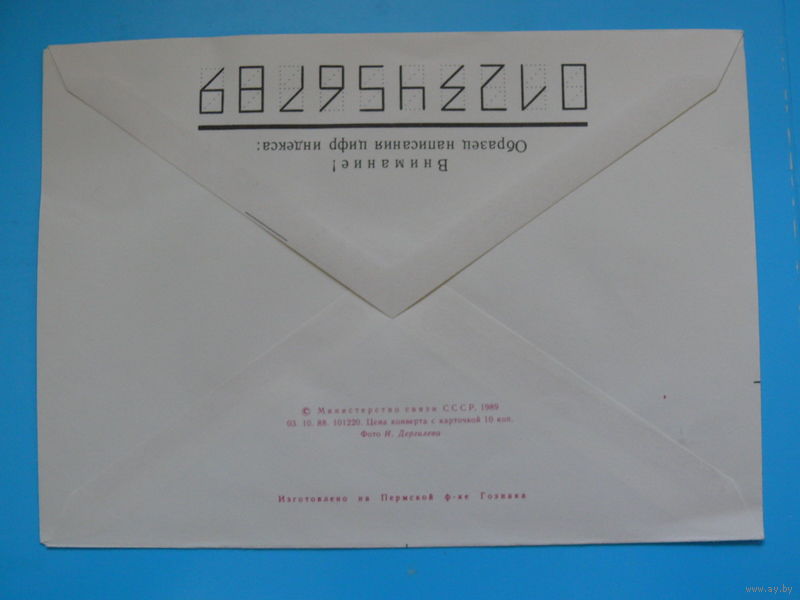 Внимание!
Образец написания цифр индекса:
0123456789
© Министерство связи СССР, 1989
03. 10. 88. 101220. Цена конверта с карточкой 10 коп.
Фото И. Дергилева
Изготовлено на Пермской ф-ке Гознака
www.ay.by